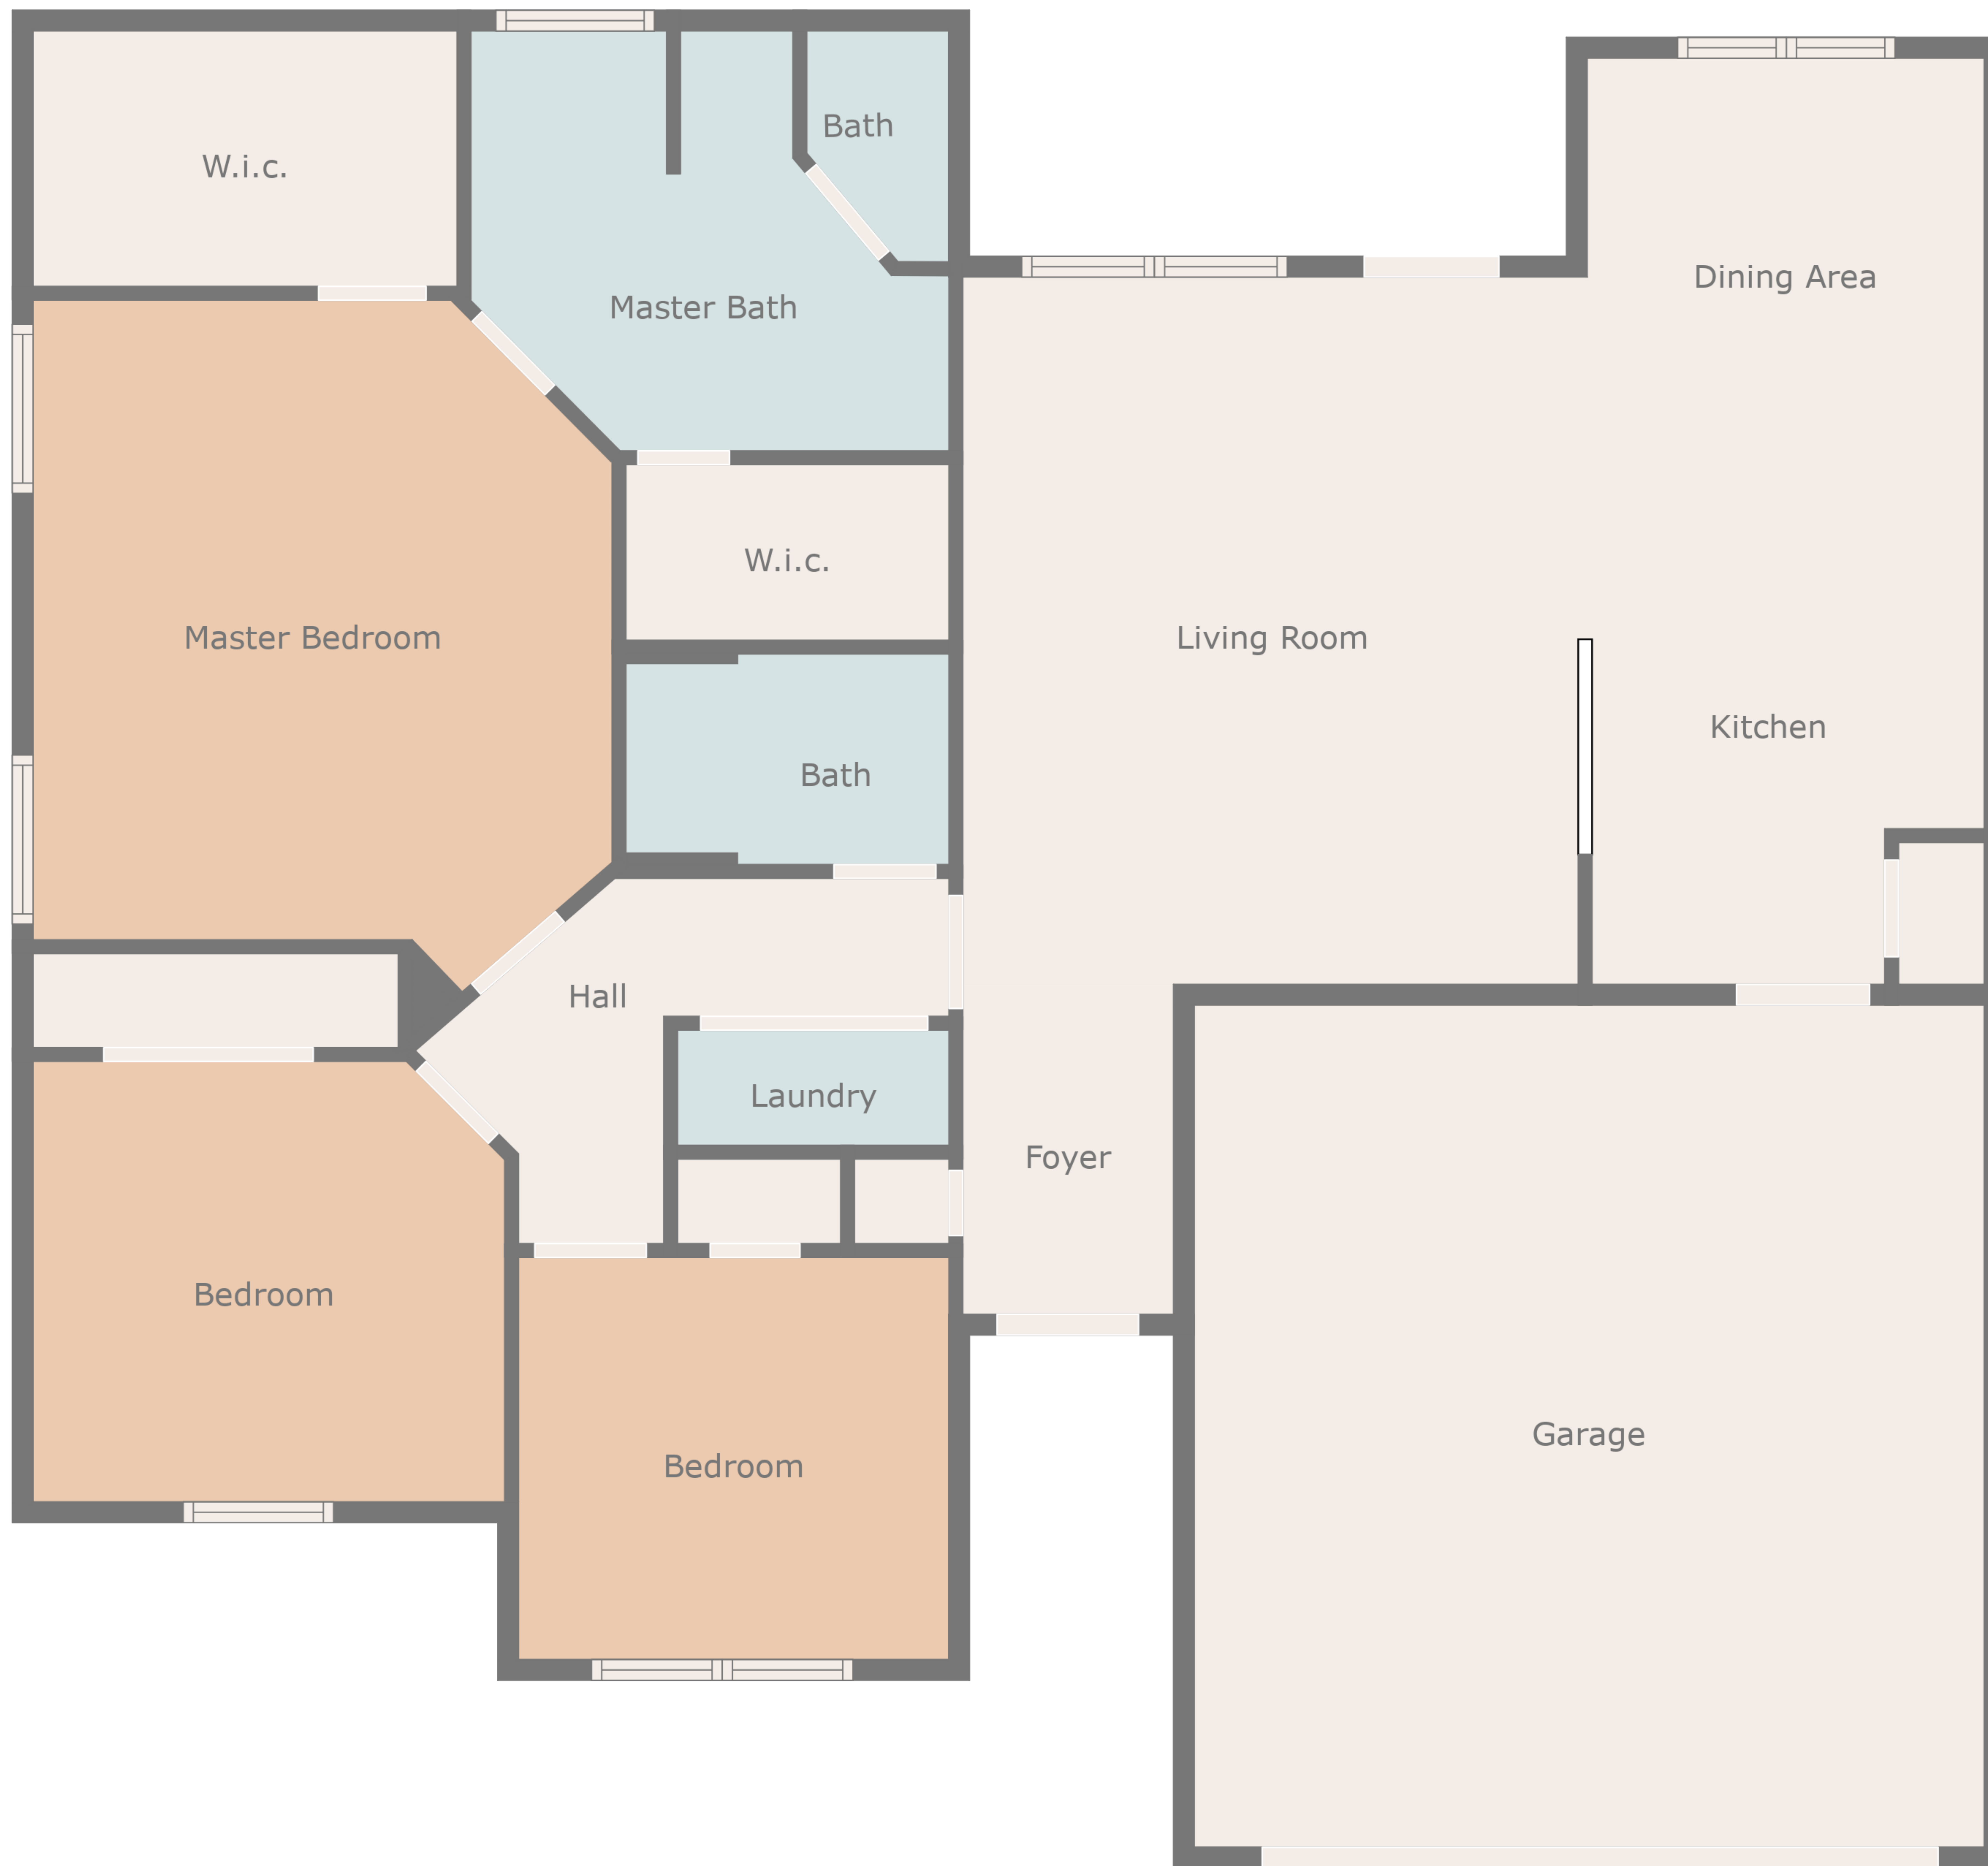 Bath
W.i.c.
Dining Area
Master Bath
W.i.c.
Master Bedroom
Living Room
Kitchen
Bath
Hall
Laundry
Foyer
Bedroom
Garage
Bedroom